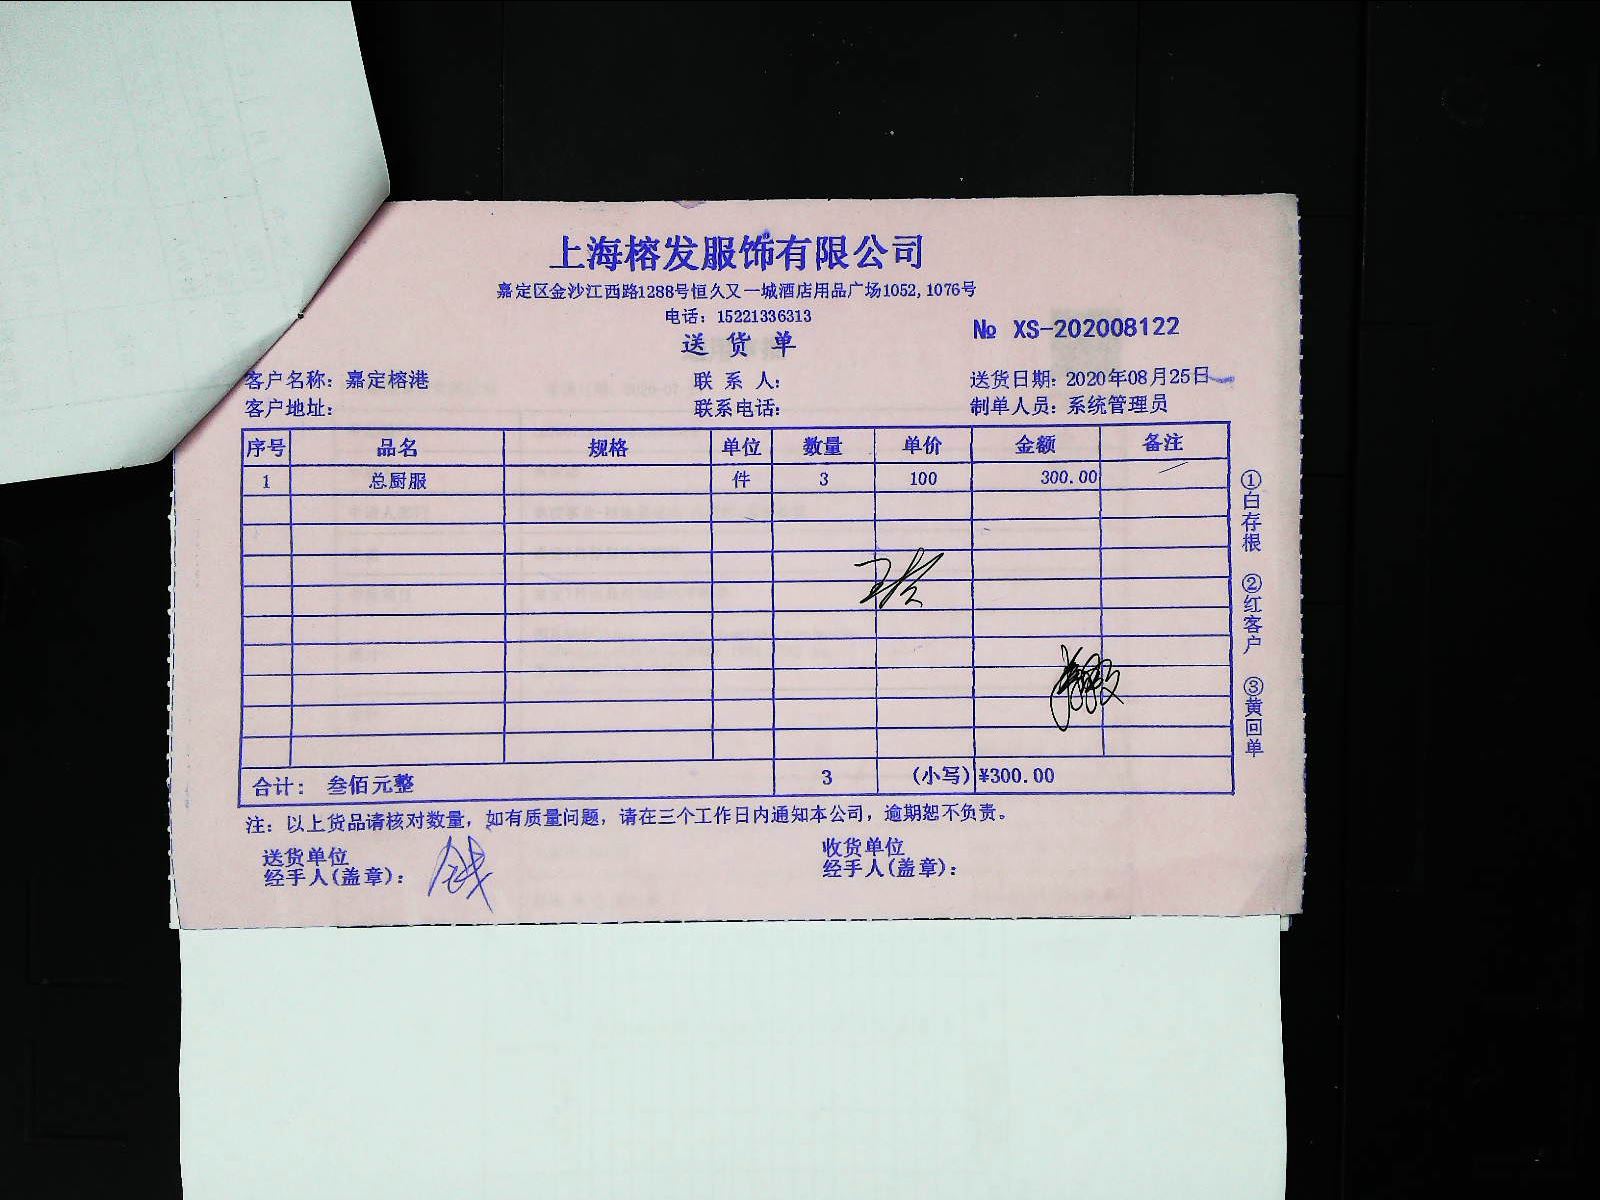 上海榕发服饰有限公司
嘉定区金沙江西路1288号恒久又一城酒店用品广场1052,1076号
电话：15221336313
送货单
№ XS-202008122
客户名称：嘉定榕港 联系人： 送货日期：2020年08月25日
客户地址： 联系电话： 制单人员：系统管理员
序号 品名 规格 单位 数量 单价 金额 备注
1 总厨服 件 3 100 300.00
合计：叁佰元整 3 (小写) ¥300.00
注：以上货品请核对数量，如有质量问题，请在三个工作日内通知本公司，逾期恕不负责。
送货单位 收货单位
经手人(盖章)： 经手人(盖章)：
①白存根 ②红客户 ③黄回单